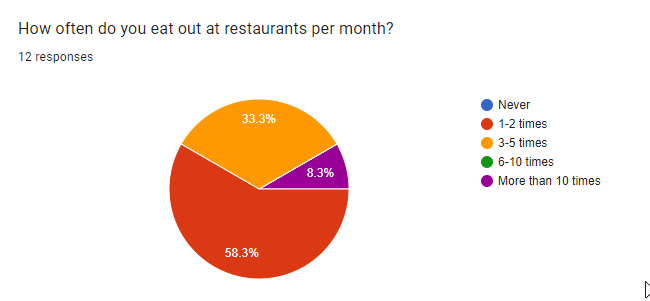 How often do you eat out at restaurants per month?
12 responses
Never
1-2 times
3-5 times
6-10 times
More than 10 times
33.3%
8.3%
58.3%